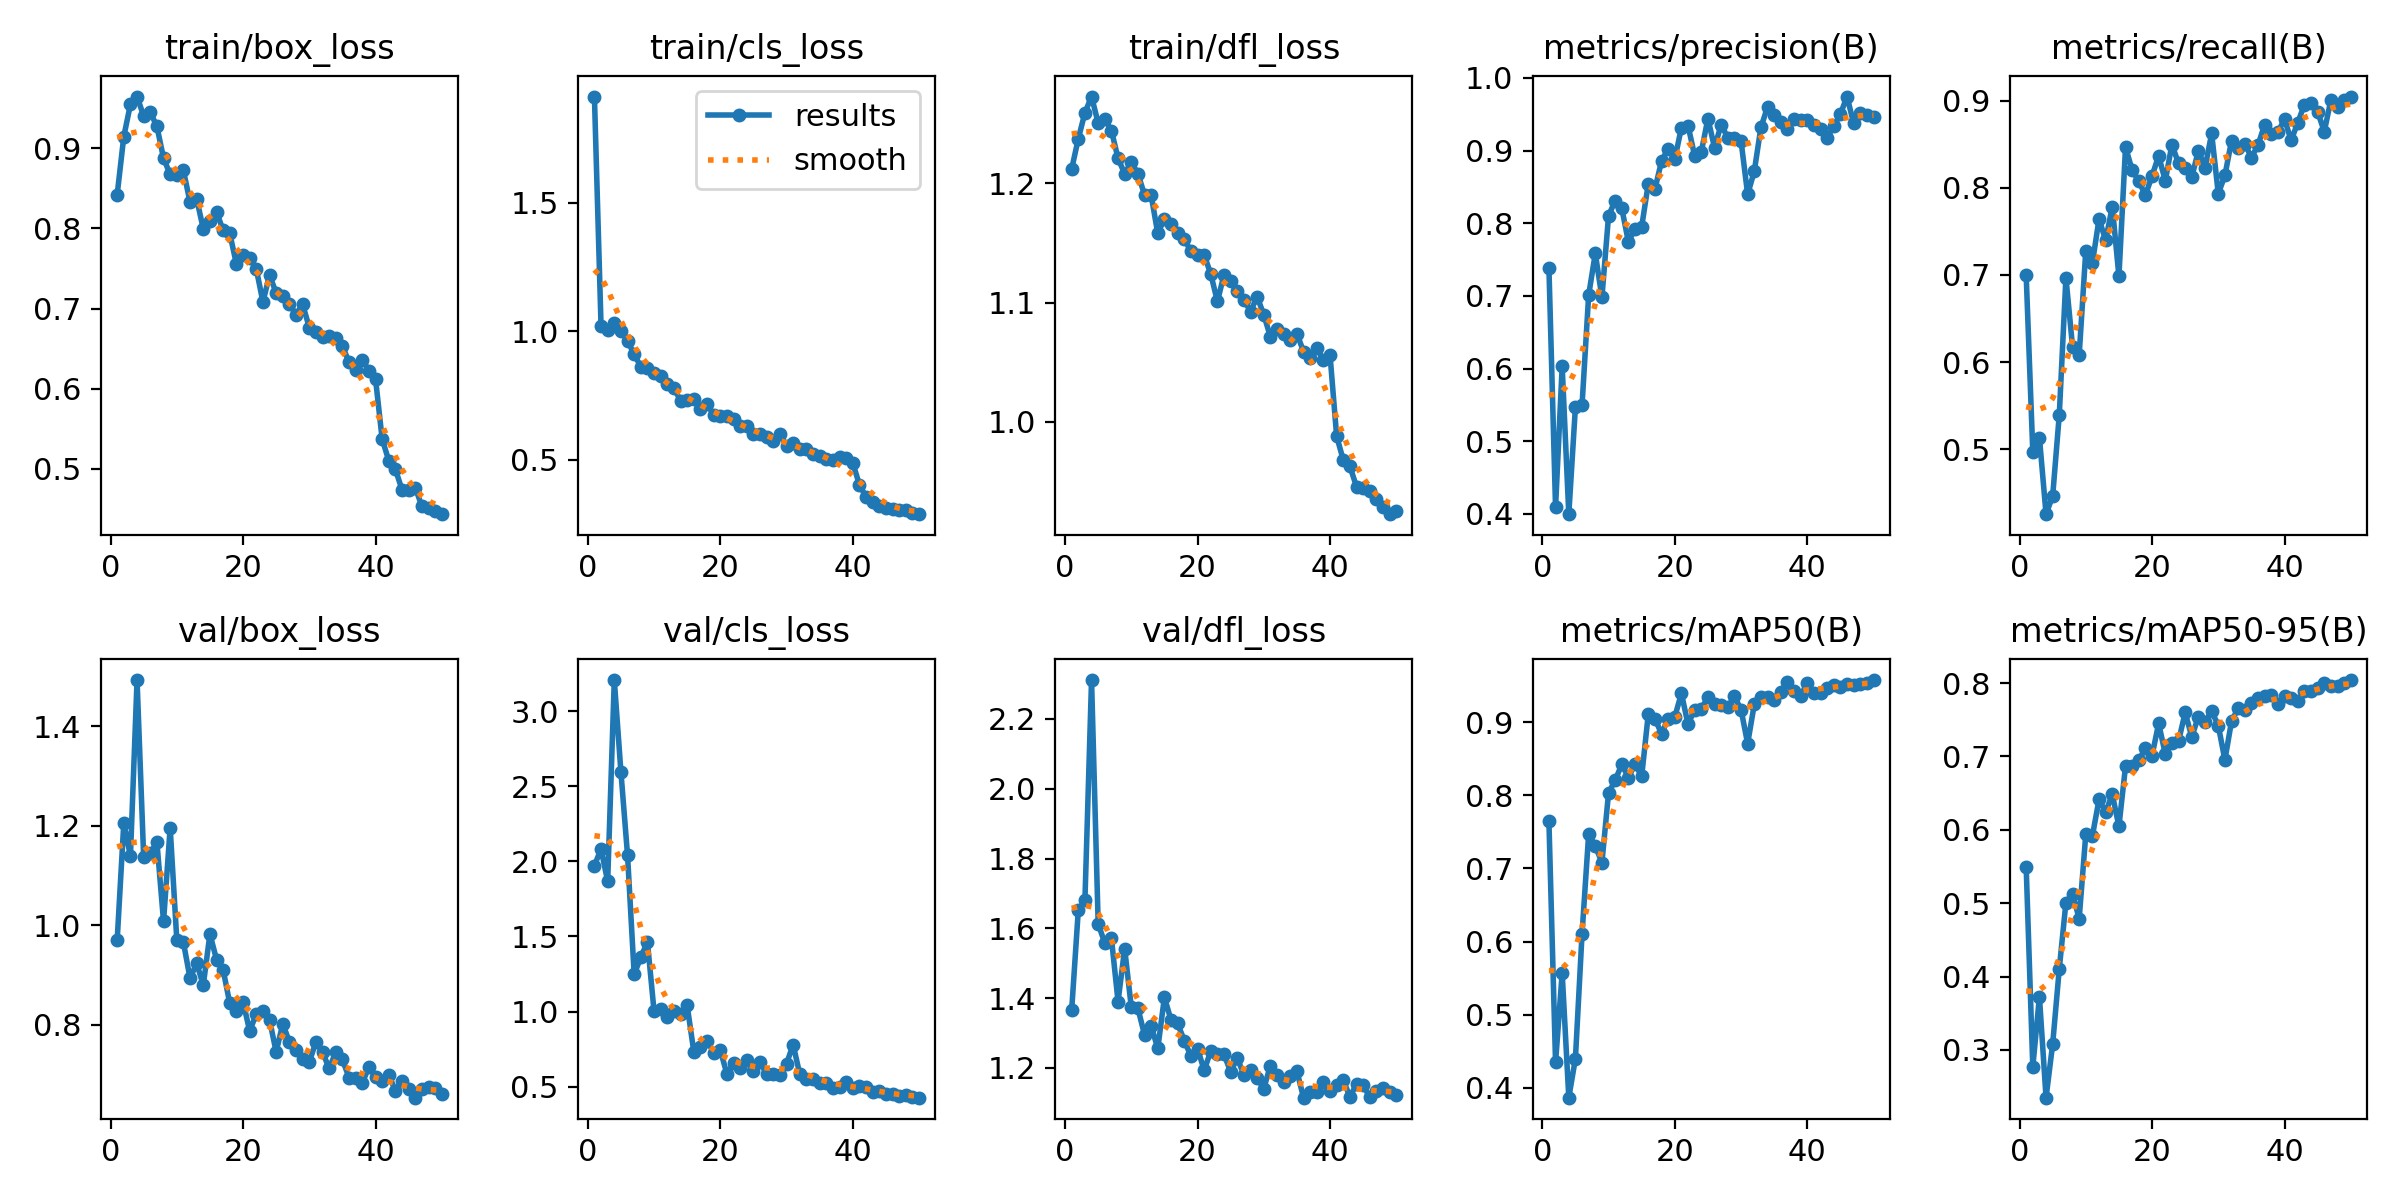 train/box_loss
0.9
0.8
0.7
0.6
0.5
0 20 40
train/cls_loss
results
smooth
1.5
1.0
0.5
0 20 40
train/dfl_loss
1.2
1.1
1.0
0 20 40
metrics/precision(B)
1.0
0.9
0.8
0.7
0.6
0.5
0.4
0 20 40
metrics/recall(B)
0.9
0.8
0.7
0.6
0.5
0 20 40
val/box_loss
1.4
1.2
1.0
0.8
0 20 40
val/cls_loss
3.0
2.5
2.0
1.5
1.0
0.5
0 20 40
val/dfl_loss
2.2
2.0
1.8
1.6
1.4
1.2
0 20 40
metrics/mAP50(B)
0.9
0.8
0.7
0.6
0.5
0.4
0 20 40
metrics/mAP50-95(B)
0.8
0.7
0.6
0.5
0.4
0.3
0 20 40